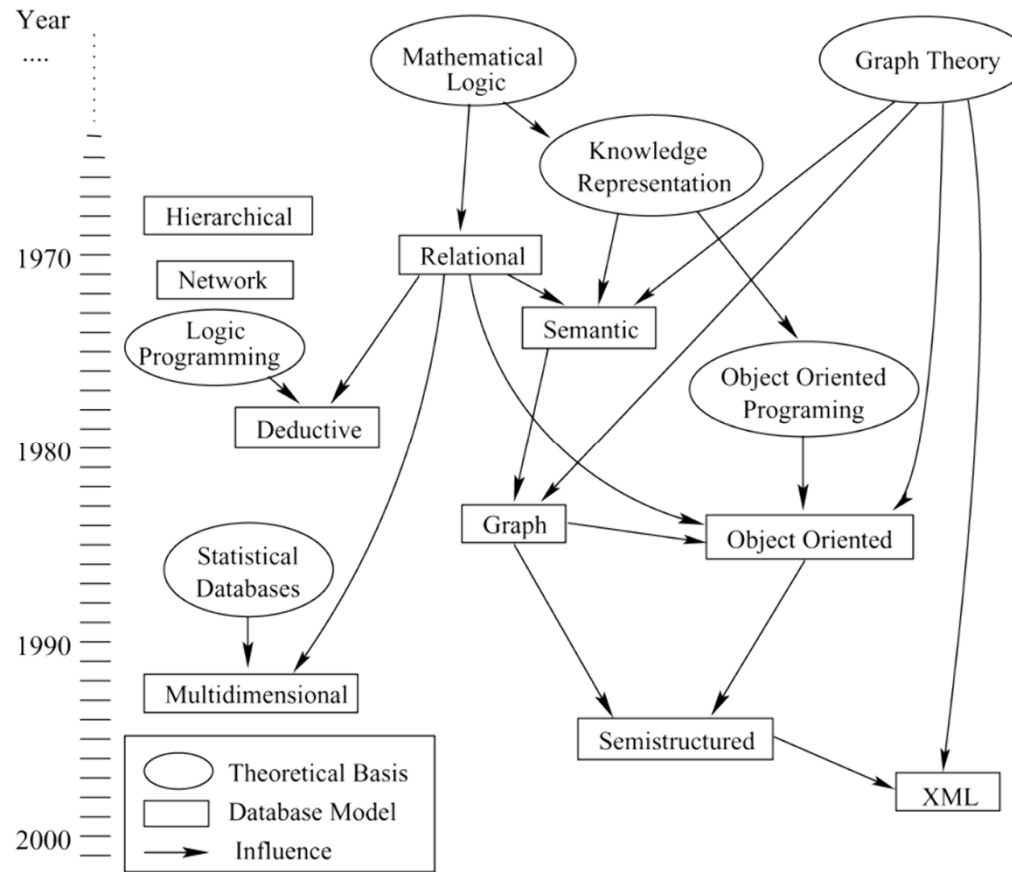 Year
....
Mathematical
Logic
Graph Theory
Knowledge
Representation
Hierarchical
1970
Relational
Network
Semantic
Logic
Programming
Object Oriented
Programing
Deductive
1980
Graph
Object Oriented
Statistical
Databases
1990
Multidimensional
Semistructured
Theoretical Basis
XML
Database Model
2000
Influence